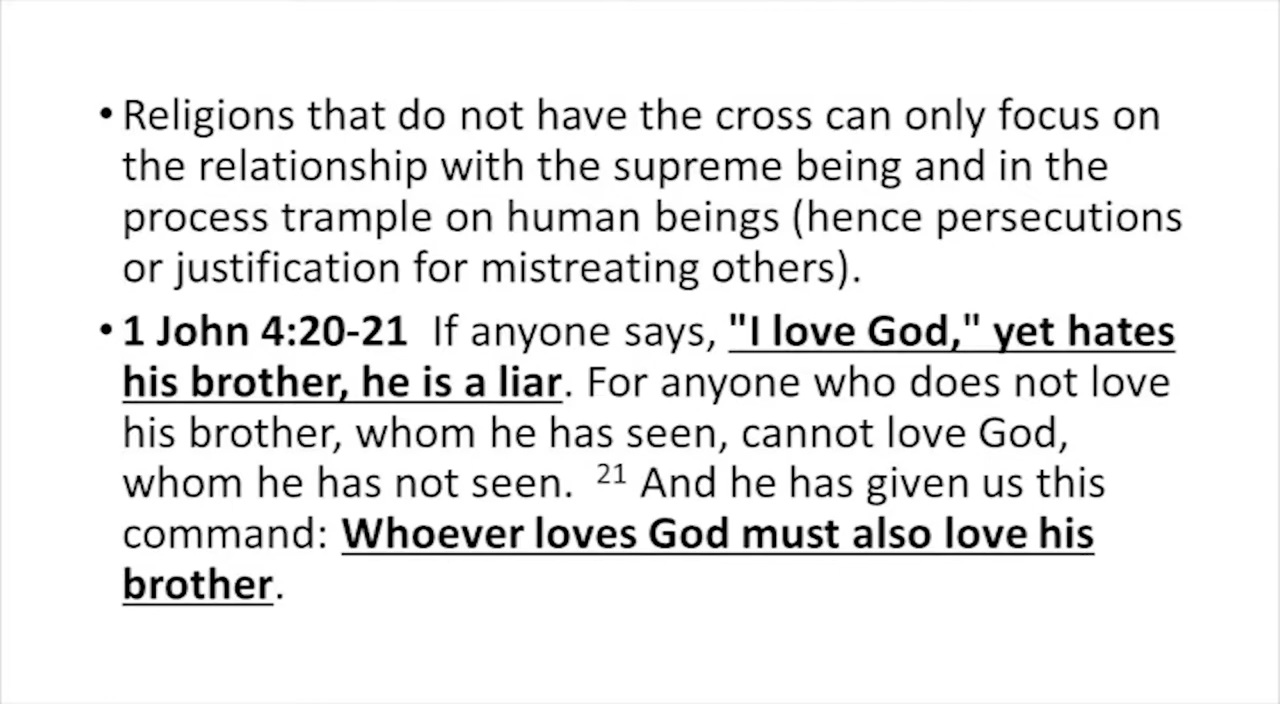 • Religions that do not have the cross can only focus on
the relationship with the supreme being and in the
process trample on human beings (hence persecutions
or justification for mistreating others).
• 1 John 4:20-21  If anyone says, "I love God," yet hates
his brother, he is a liar. For anyone who does not love
his brother, whom he has seen, cannot love God,
whom he has not seen.  21 And he has given us this
command: Whoever loves God must also love his
brother.